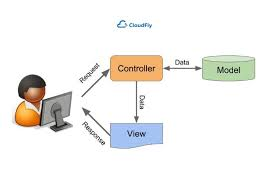 CloudFly
Request
Controller
Data
Model
Data
Response
View